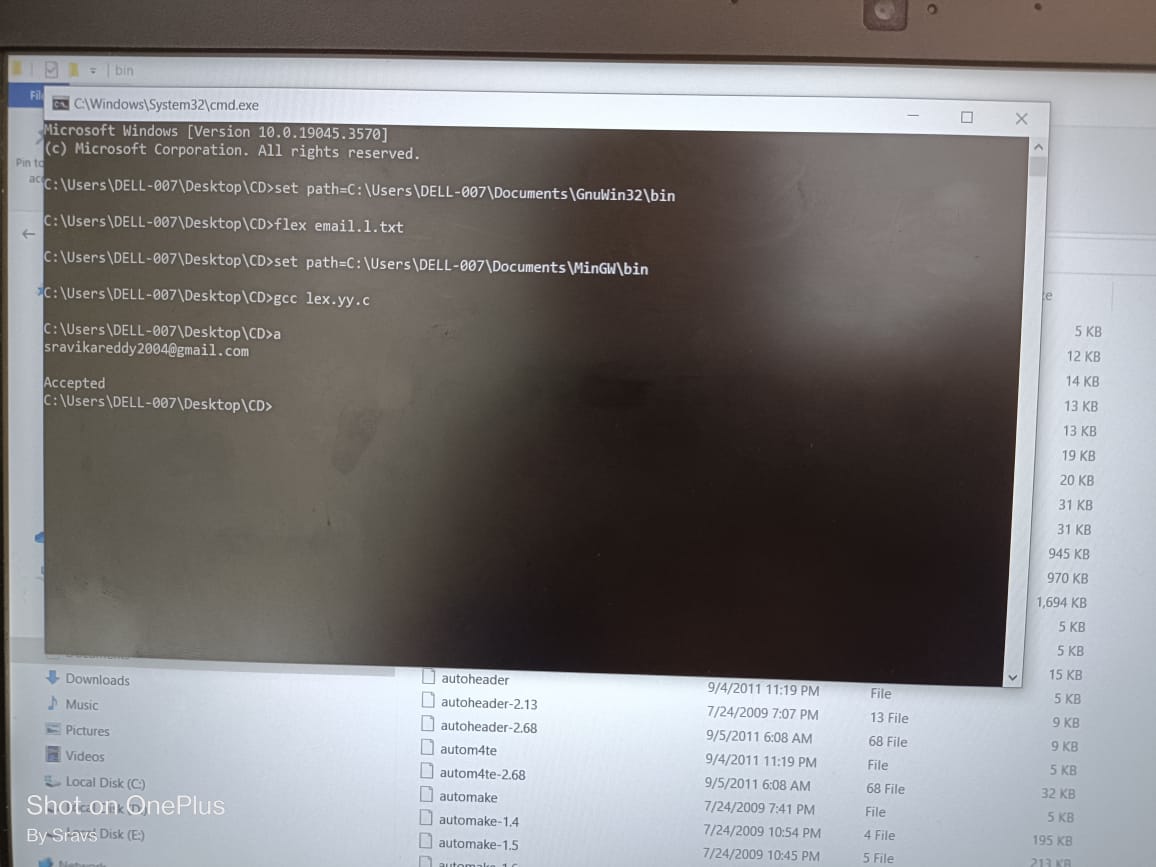 bin
File
C:\Windows\System32\cmd.exe
Microsoft Windows [Version 10.0.19045.3570]
(c) Microsoft Corporation. All rights reserved.
Pin to
C:\Users\DELL-007\Desktop\CD>set path=C:\Users\DELL-007\Documents\GnuWin32\bin
C:\Users\DELL-007\Desktop\CD>flex email.l.txt
C:\Users\DELL-007\Desktop\CD>set path=C:\Users\DELL-007\Documents\MinGW\bin
C:\Users\DELL-007\Desktop\CD>gcc lex.yy.c
C:\Users\DELL-007\Desktop\CD>a
sravikareddy2004@gmail.com
Accepted
C:\Users\DELL-007\Desktop\CD>
5 KB
12 KB
14 KB
13 KB
13 KB
19 KB
20 KB
31 KB
31 KB
945 KB
970 KB
1,694 KB
5 KB
5 KB
15 KB
Downloads
Music
Pictures
Videos
Local Disk (C:)
Local Disk (E:)
autoheader 9/4/2011 11:19 PM File 5 KB
autoheader-2.13 7/24/2009 7:07 PM 13 File 9 KB
autoheader-2.68 9/5/2011 6:08 AM 68 File 9 KB
autom4te 9/4/2011 11:19 PM File 5 KB
autom4te-2.68 9/5/2011 6:08 AM 68 File 32 KB
automake 7/24/2009 7:41 PM File 5 KB
automake-1.4 7/24/2009 10:54 PM 4 File 195 KB
automake-1.5 7/24/2009 10:45 PM 5 File 213 KB
Shot on OnePlus
By Sravs